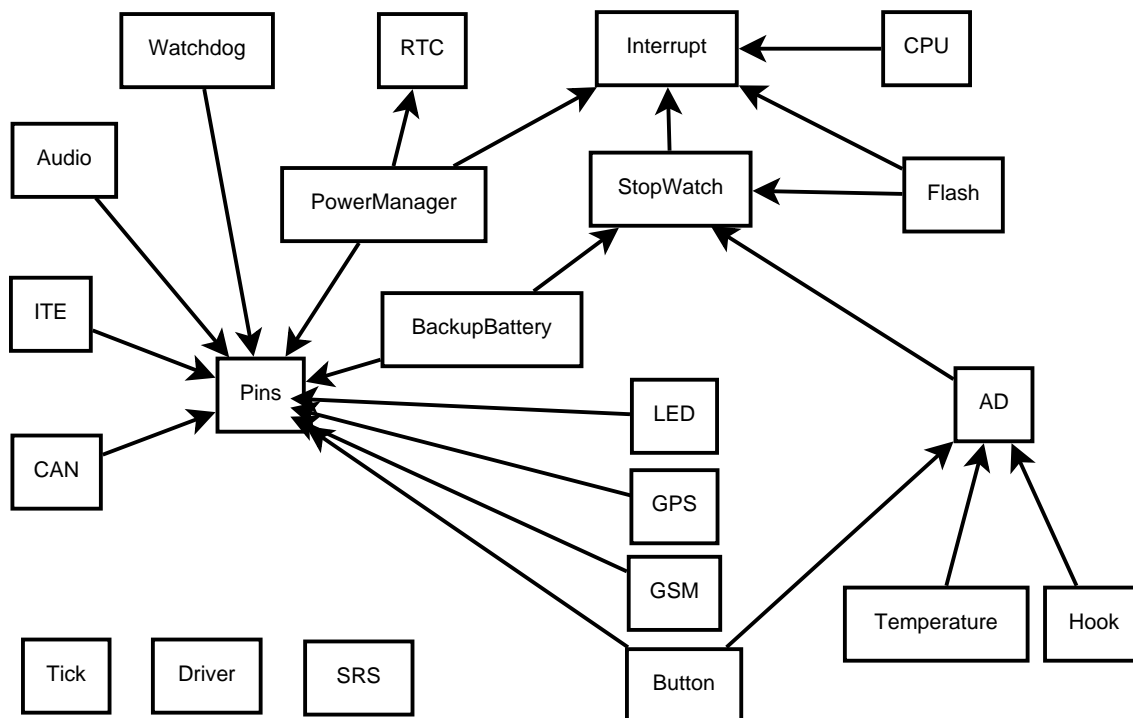 Watchdog
RTC
Interrupt
CPU
Audio
PowerManager
StopWatch
Flash
ITE
BackupBattery
Pins
LED
AD
CAN
GPS
GSM
Temperature
Hook
Tick
Driver
SRS
Button